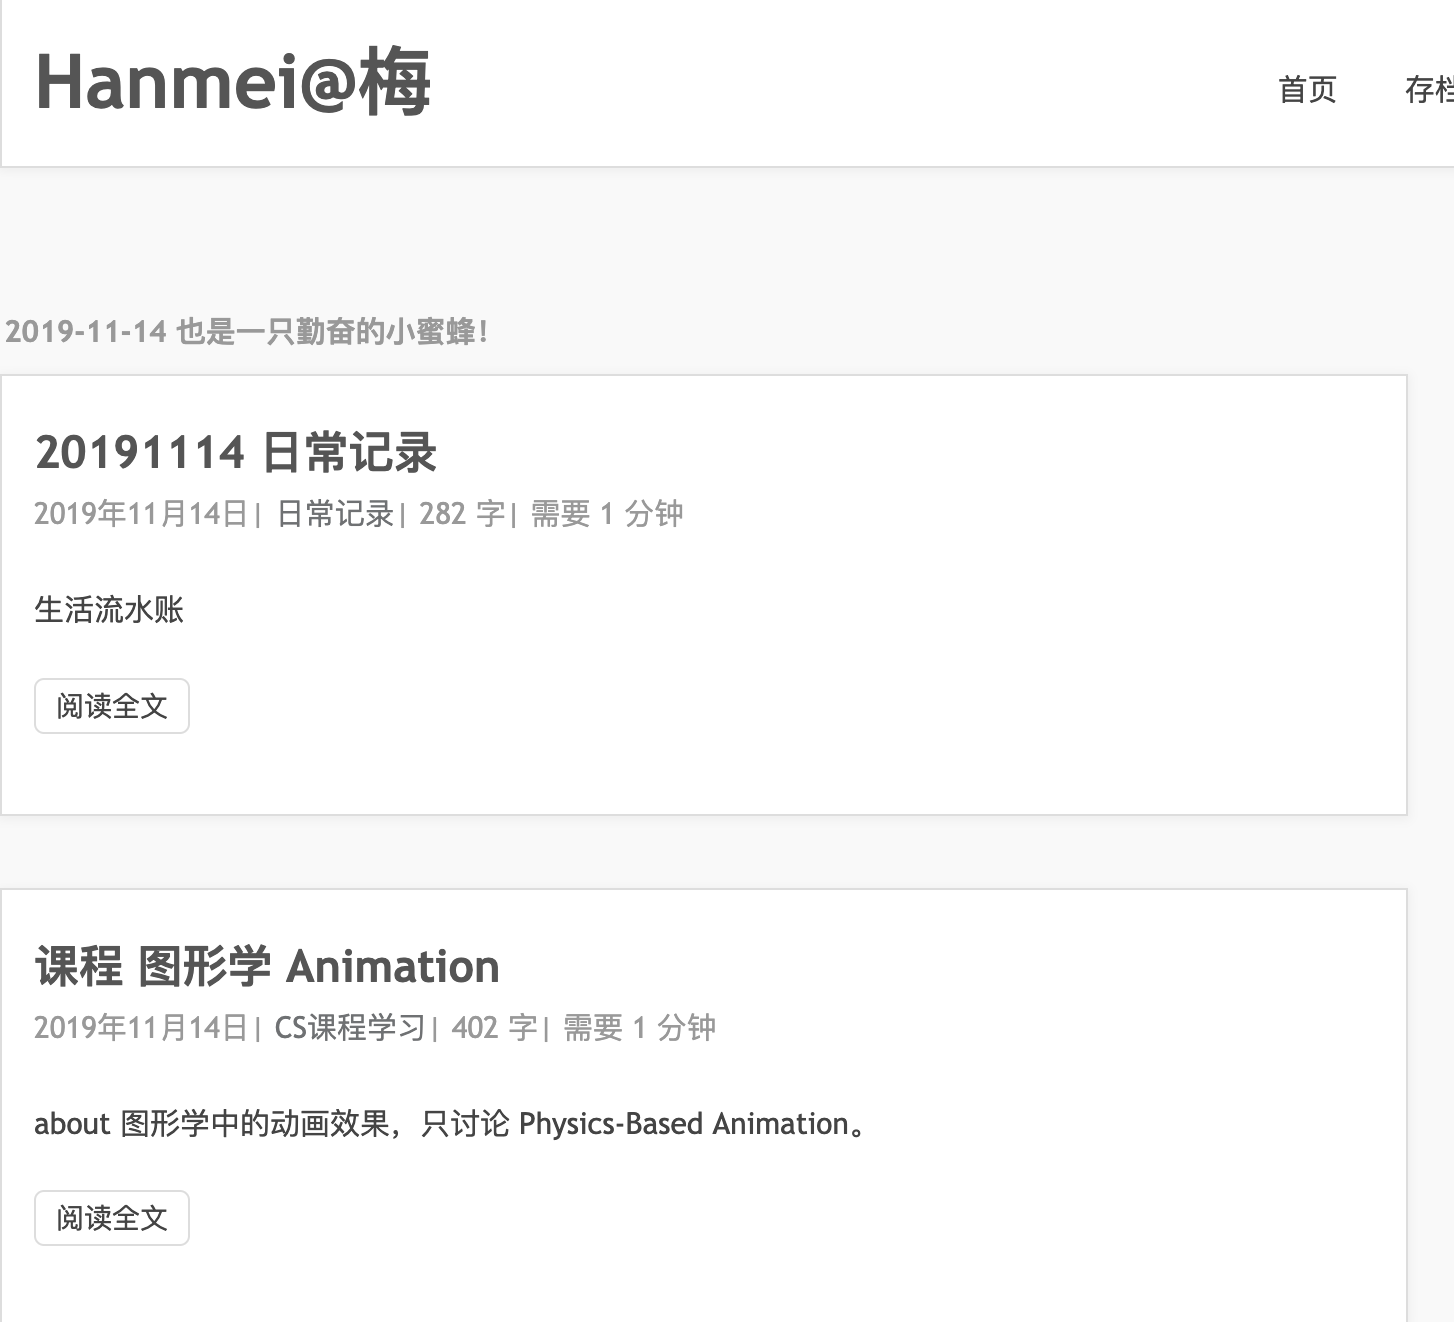 Hanmei@梅
首页 存档
2019-11-14 也是一只勤奋的小蜜蜂！
20191114 日常记录
2019年11月14日| 日常记录| 282 字| 需要 1 分钟
生活流水账
阅读全文
课程 图形学 Animation
2019年11月14日| CS课程学习| 402 字| 需要 1 分钟
about 图形学中的动画效果，只讨论 Physics-Based Animation。
阅读全文